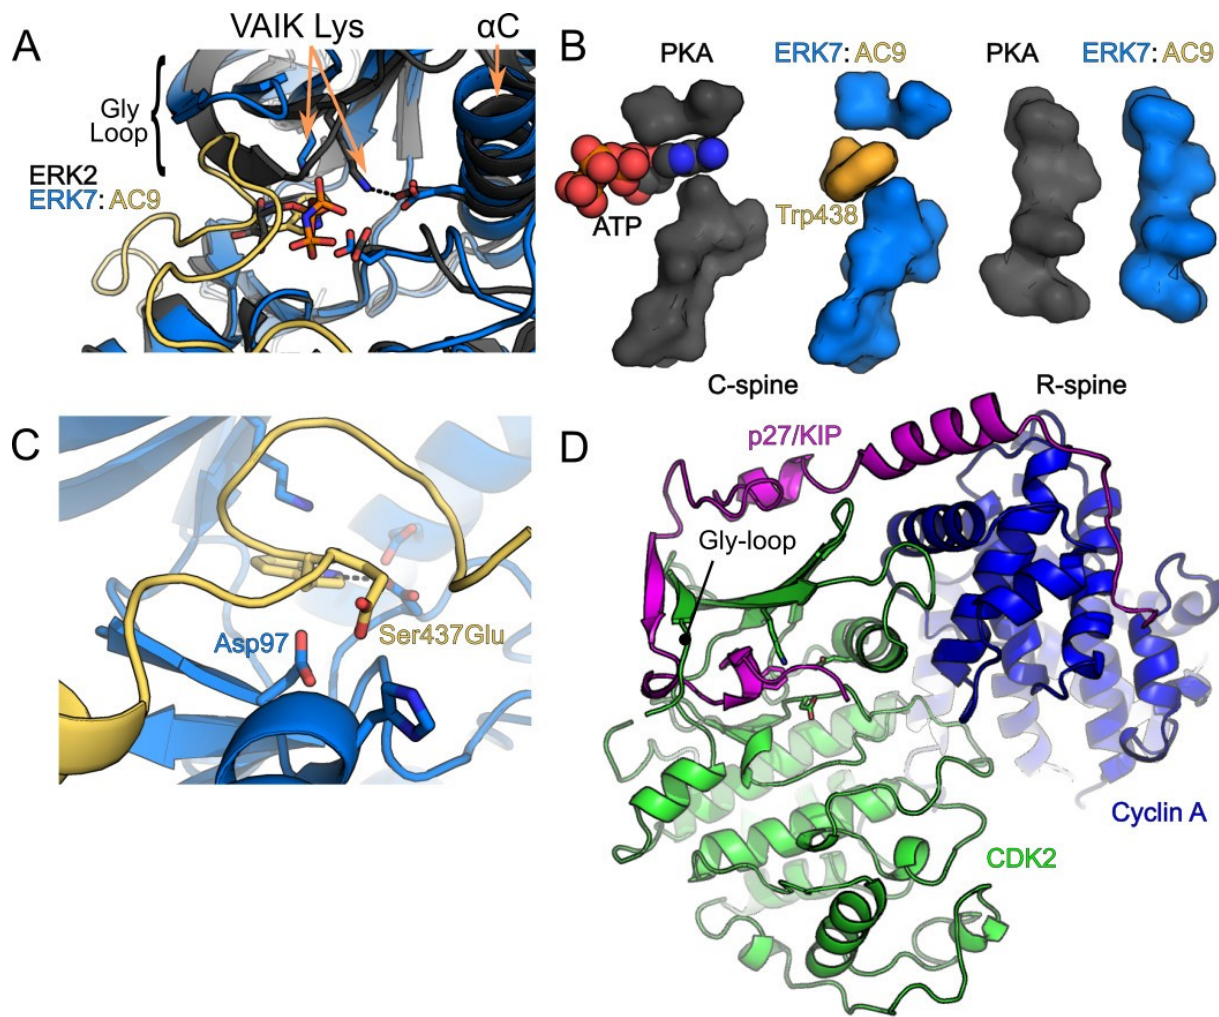 A
VAIK Lys
αC
Gly
Loop
ERK2
ERK7: AC9
B
PKA
ERK7: AC9
PKA
ERK7: AC9
ATP
Trp438
C-spine
R-spine
C
Asp97
Ser437Glu
D
p27/KIP
Gly-loop
Cyclin A
CDK2